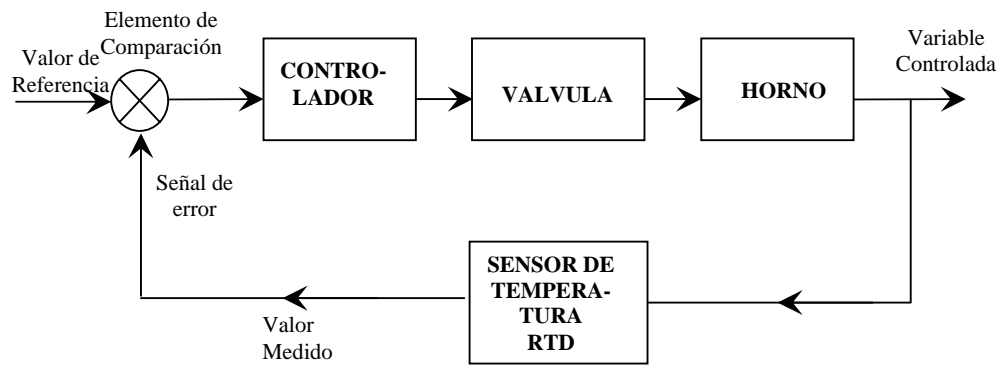 Elemento de
Comparación
Valor de
Referencia
CONTRO-
LADOR
VALVULA
HORNO
Variable
Controlada
Señal de
error
SENSOR DE
TEMPERA-
TURA
RTD
Valor
Medido